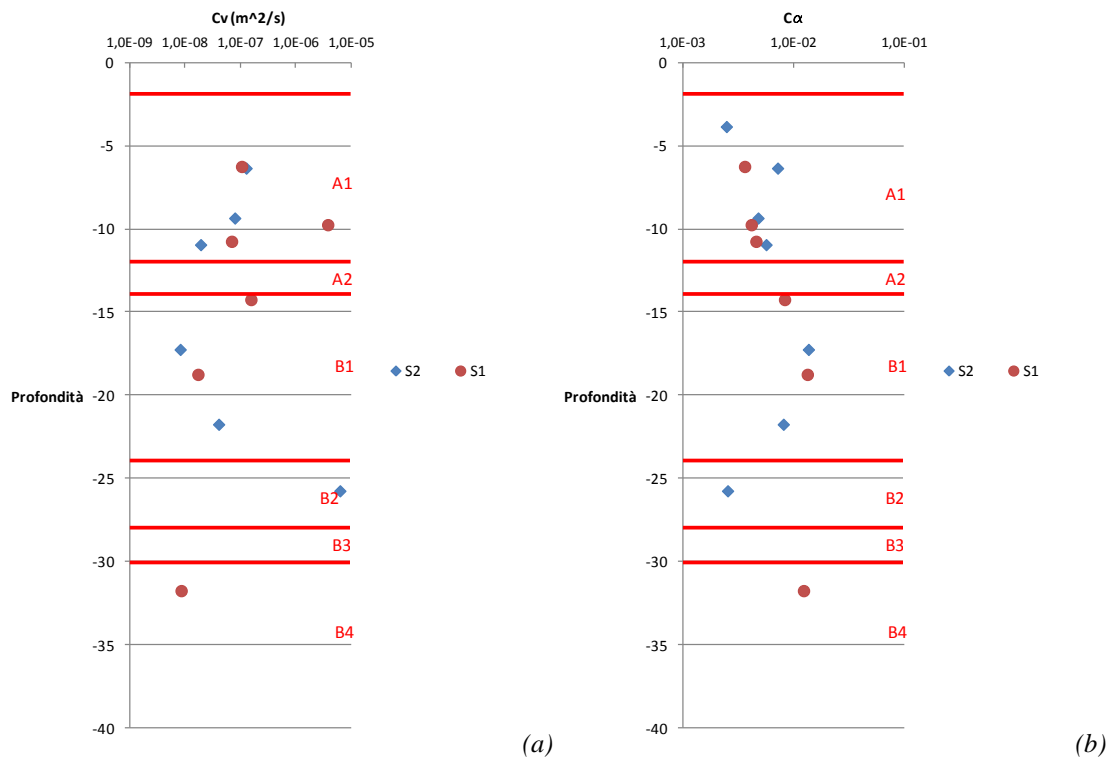 Cv (m^2/s)
1,0E-09 1,0E-08 1,0E-07 1,0E-06 1,0E-05
0
-5
A1
-10
A2
-15
B1
S2 S1
Profondità
-20
-25
B2
B3
-30
B4
-35
-40
(a)
Cα
1,0E-03 1,0E-02 1,0E-01
0
-5
A1
-10
A2
-15
B1
S2 S1
Profondità
-20
-25
B2
B3
-30
B4
-35
-40
(b)